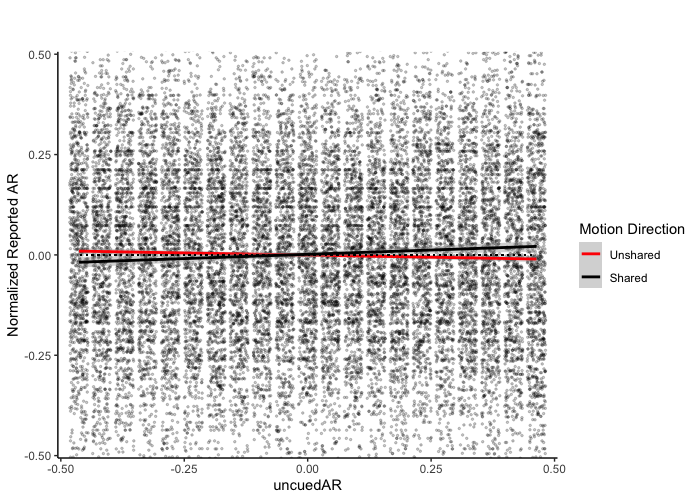 0.50
0.25
0.00
-0.25
-0.50
Normalized Reported AR
-0.50 -0.25 0.00 0.25 0.50
uncuedAR
Motion Direction
Unshared
Shared